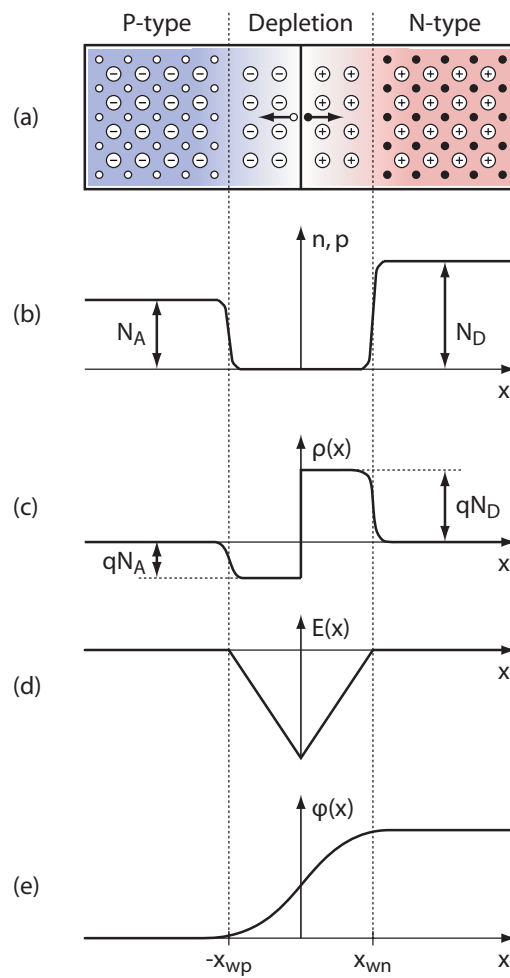 P-type Depletion N-type
(a)
n, p
(b)
N_A
N_D
x
ρ(x)
(c)
qN_D
qN_A
x
E(x)
x
(d)
φ(x)
(e)
-x_wp x_wn x